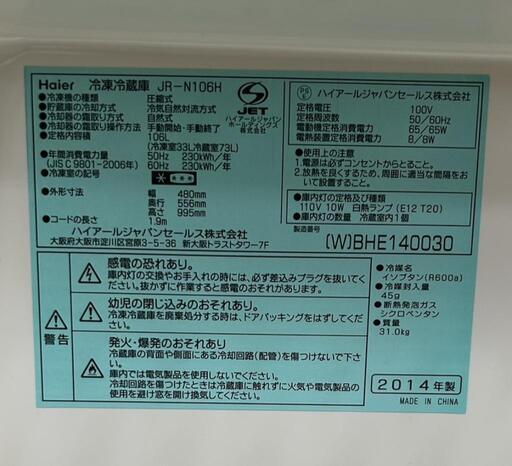 Haier 冷凍冷蔵庫 JR-N106H
JET
ハイアールジャパン
ホールディングス
株式会社
●冷凍機の種類 圧縮式
●貯蔵室の冷却方式 冷気自然対流方式
●冷却器の霜取り方式 自然式
●冷却器の霜取り操作方法 手動開始・手動終了
●定格内容積 106L
(冷凍室33L冷蔵室73L)
●年間消費電力量 50Hz 230kWh/年
(JIS C 9801-2006年) 60Hz 230kWh/年
●冷凍室の記号
●外形寸法 幅 480mm
奥行 556mm
高さ 995mm
●コードの長さ 1.9m
ハイアールジャパンセールス株式会社
大阪府大阪市淀川区宮原3-5-36 新大阪トラストタワー7F
PS
E
ハイアールジャパンセールス株式会社
定格電圧 100V
定格周波数 50/60Hz
電動機定格消費電力 65/65W
電熱装置定格消費電力 8/8W
●使用上の注意
1.電源は必ずコンセントからとること。
2.放熱を良くするため、周囲に適当な間隔をおいて設置すること。
●庫内灯の定格及び種類
110V 10W 白熱ランプ (E12 T20)
●庫内灯の数 冷蔵室内1個
製造番号
(W)BHE140030
●冷媒名
イソブタン(R600a)
●冷媒封入量
45g
●断熱発泡ガス
シクロペンタン
●質量
31.0kg
2014年製
MADE IN CHINA
警告
感電の恐れあり。
庫内灯の交換やお手入れの時には、必ず差込みプラグを抜いてください。抜かずに作業すると感電することがあります。
幼児の閉じ込みのおそれあり。
冷凍冷蔵庫を廃棄処分する時は、ドアパッキングをはずしてください。
発火・爆発のおそれあり
冷蔵庫の背面や側面にある冷却回路(配管)を傷つけないで下さい。
庫内では電気製品を使用しないでください。
冷却回路を傷つけたときは冷蔵庫に触れずに火気や電気製品の使用を避け窓を開け換気してください。